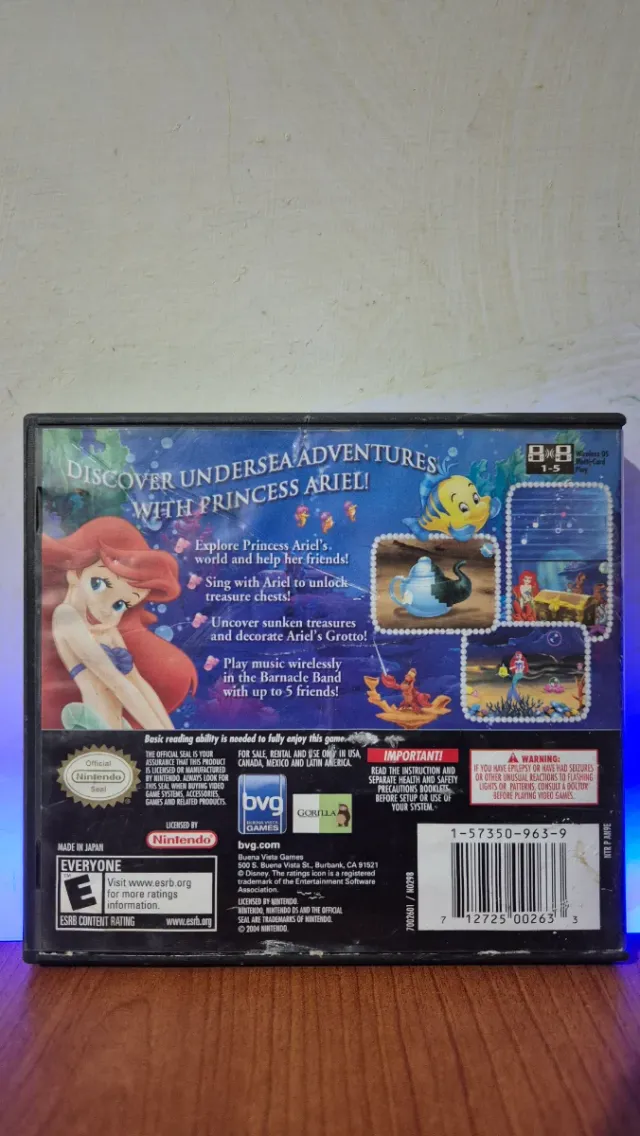 DISCOVER UNDERSEA ADVENTURES
WITH PRINCESS ARIEL!
1-5
Wireless DS
Multi-Card
Play
Explore Princess Ariel's
world and help her friends!
Sing with Ariel to unlock
treasure chests!
Uncover sunken treasures
and decorate Ariel's Grotto!
Play music wirelessly
in the Barnacle Band
with up to 5 friends!
Basic reading ability is needed to fully enjoy this game.
Official
Nintendo
Seal
THE OFFICIAL SEAL IS YOUR
ASSURANCE THAT THIS PRODUCT
IS LICENSED OR MANUFACTURED
BY NINTENDO. ALWAYS LOOK FOR
THIS SEAL WHEN BUYING VIDEO
GAME SYSTEMS, ACCESSORIES,
GAMES AND RELATED PRODUCTS.
FOR SALE, RENTAL AND USE ONLY IN USA,
CANADA, MEXICO AND LATIN AMERICA.
IMPORTANT!
READ THE INSTRUCTION AND
SEPARATE HEALTH AND SAFETY
PRECAUTIONS BOOKLETS
BEFORE SETUP OR USE OF
YOUR SYSTEM.
WARNING:
IF YOU HAVE EPILEPSY OR HAVE HAD SEIZURES
OR OTHER UNUSUAL REACTIONS TO FLASHING
LIGHTS OR PATTERNS, CONSULT A DOCTOR
BEFORE PLAYING VIDEO GAMES.
LICENSED BY
Nintendo
MADE IN JAPAN
EVERYONE
E
Visit www.esrb.org
for more ratings
information.
ESRB CONTENT RATING
www.esrb.org
bvg
BUENA VISTA
GAMES
GORILLA
bvg.com
Buena Vista Games
500 S. Buena Vista St., Burbank, CA 91521
© Disney. The ratings icon is a registered
trademark of the Entertainment Software
Association.
LICENSED BY NINTENDO.
NINTENDO, NINTENDO DS AND THE OFFICIAL
SEAL ARE TRADEMARKS OF NINTENDO.
© 2004 NINTENDO.
7002601 / N0298
1-57350-963-9
7 12725 00263 3